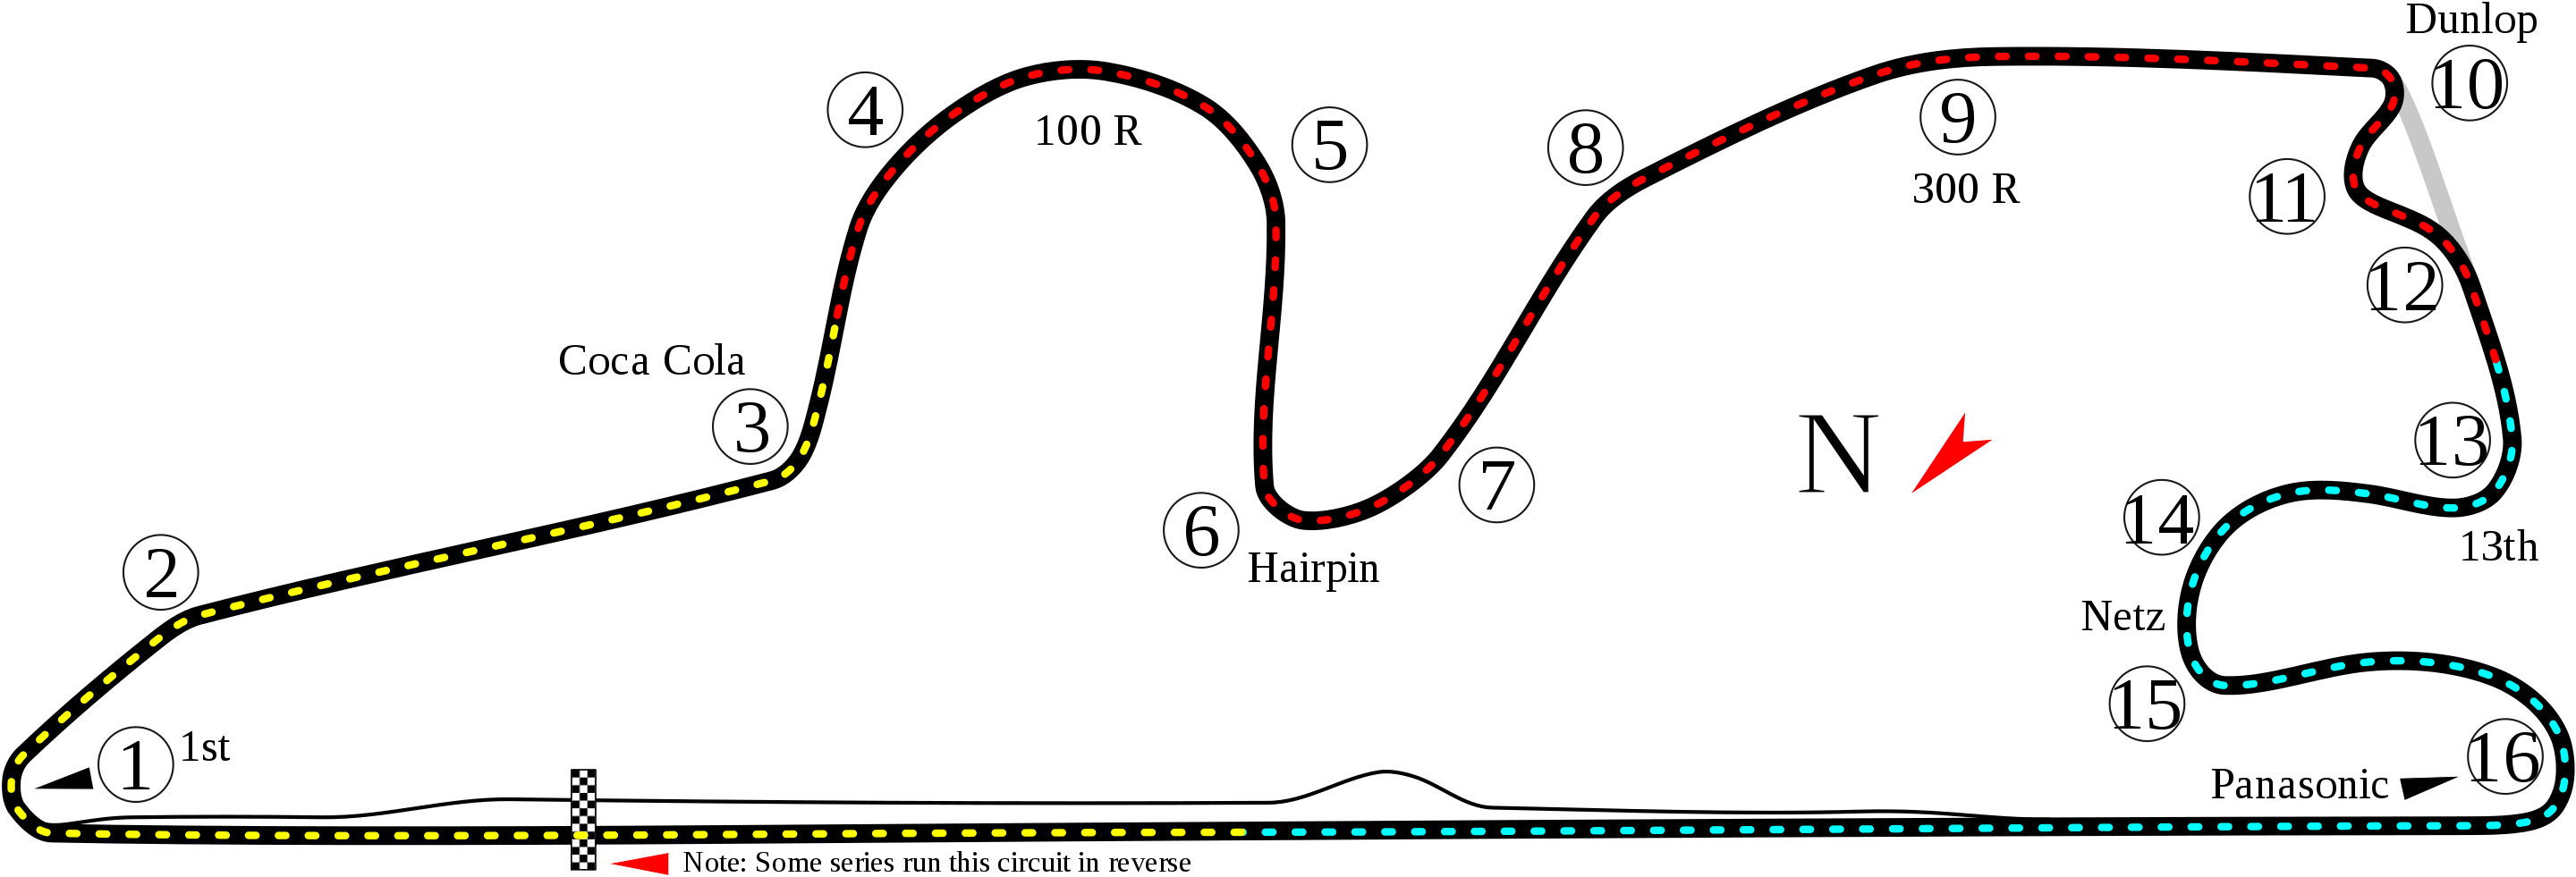 Dunlop
10
4
100 R
5
8
9
300 R
11
12
Coca Cola
3
N
13
13th
14
6
7
Hairpin
2
Netz
15
1
1st
16
Panasonic
Note: Some series run this circuit in reverse